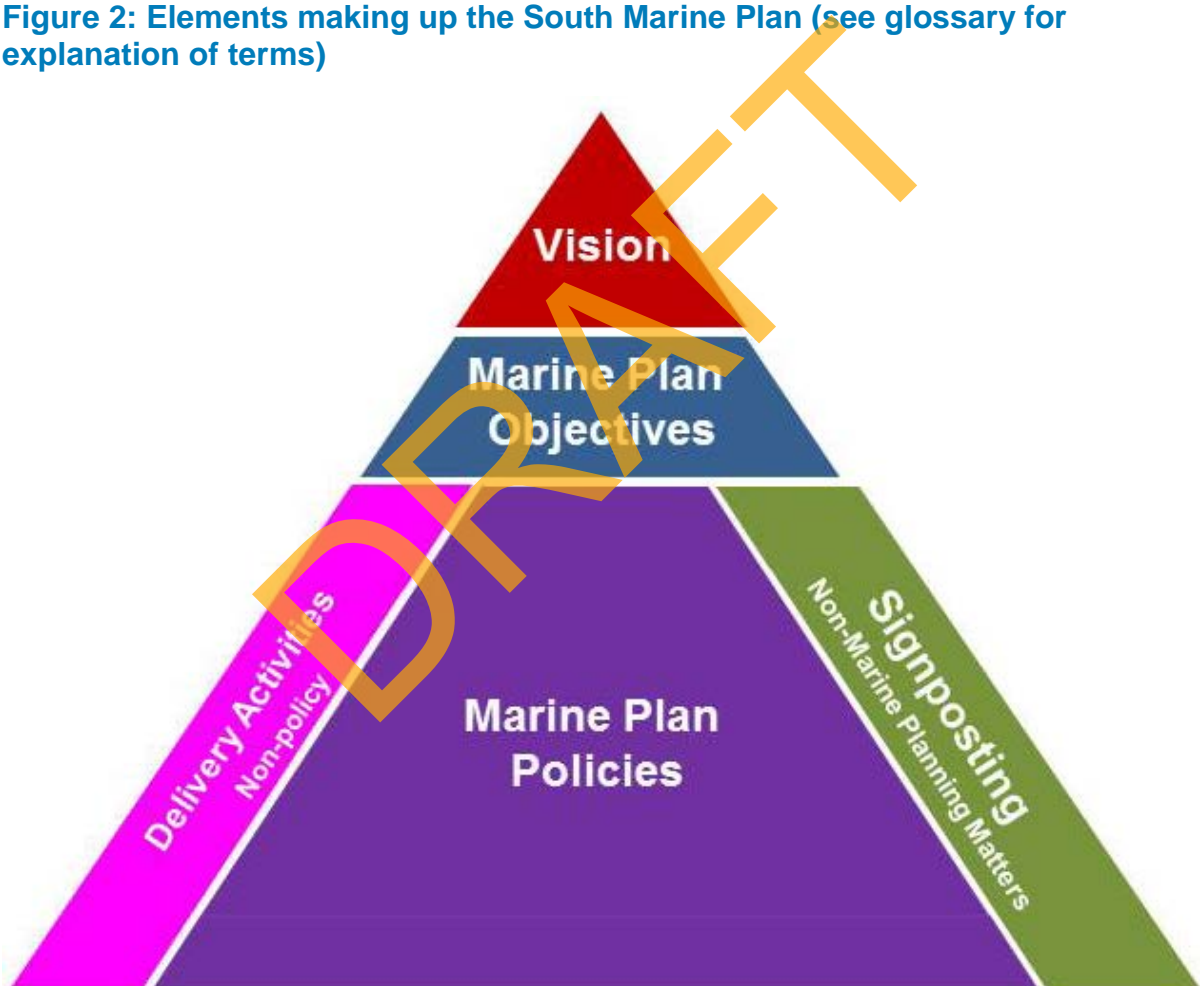 Figure 2: Elements making up the South Marine Plan (see glossary for
explanation of terms)
Vision
Marine Plan
Objectives
Delivery Activities
Non-policy
Marine Plan
Policies
Signposting
Non-Marine Planning Matters
DRAFT